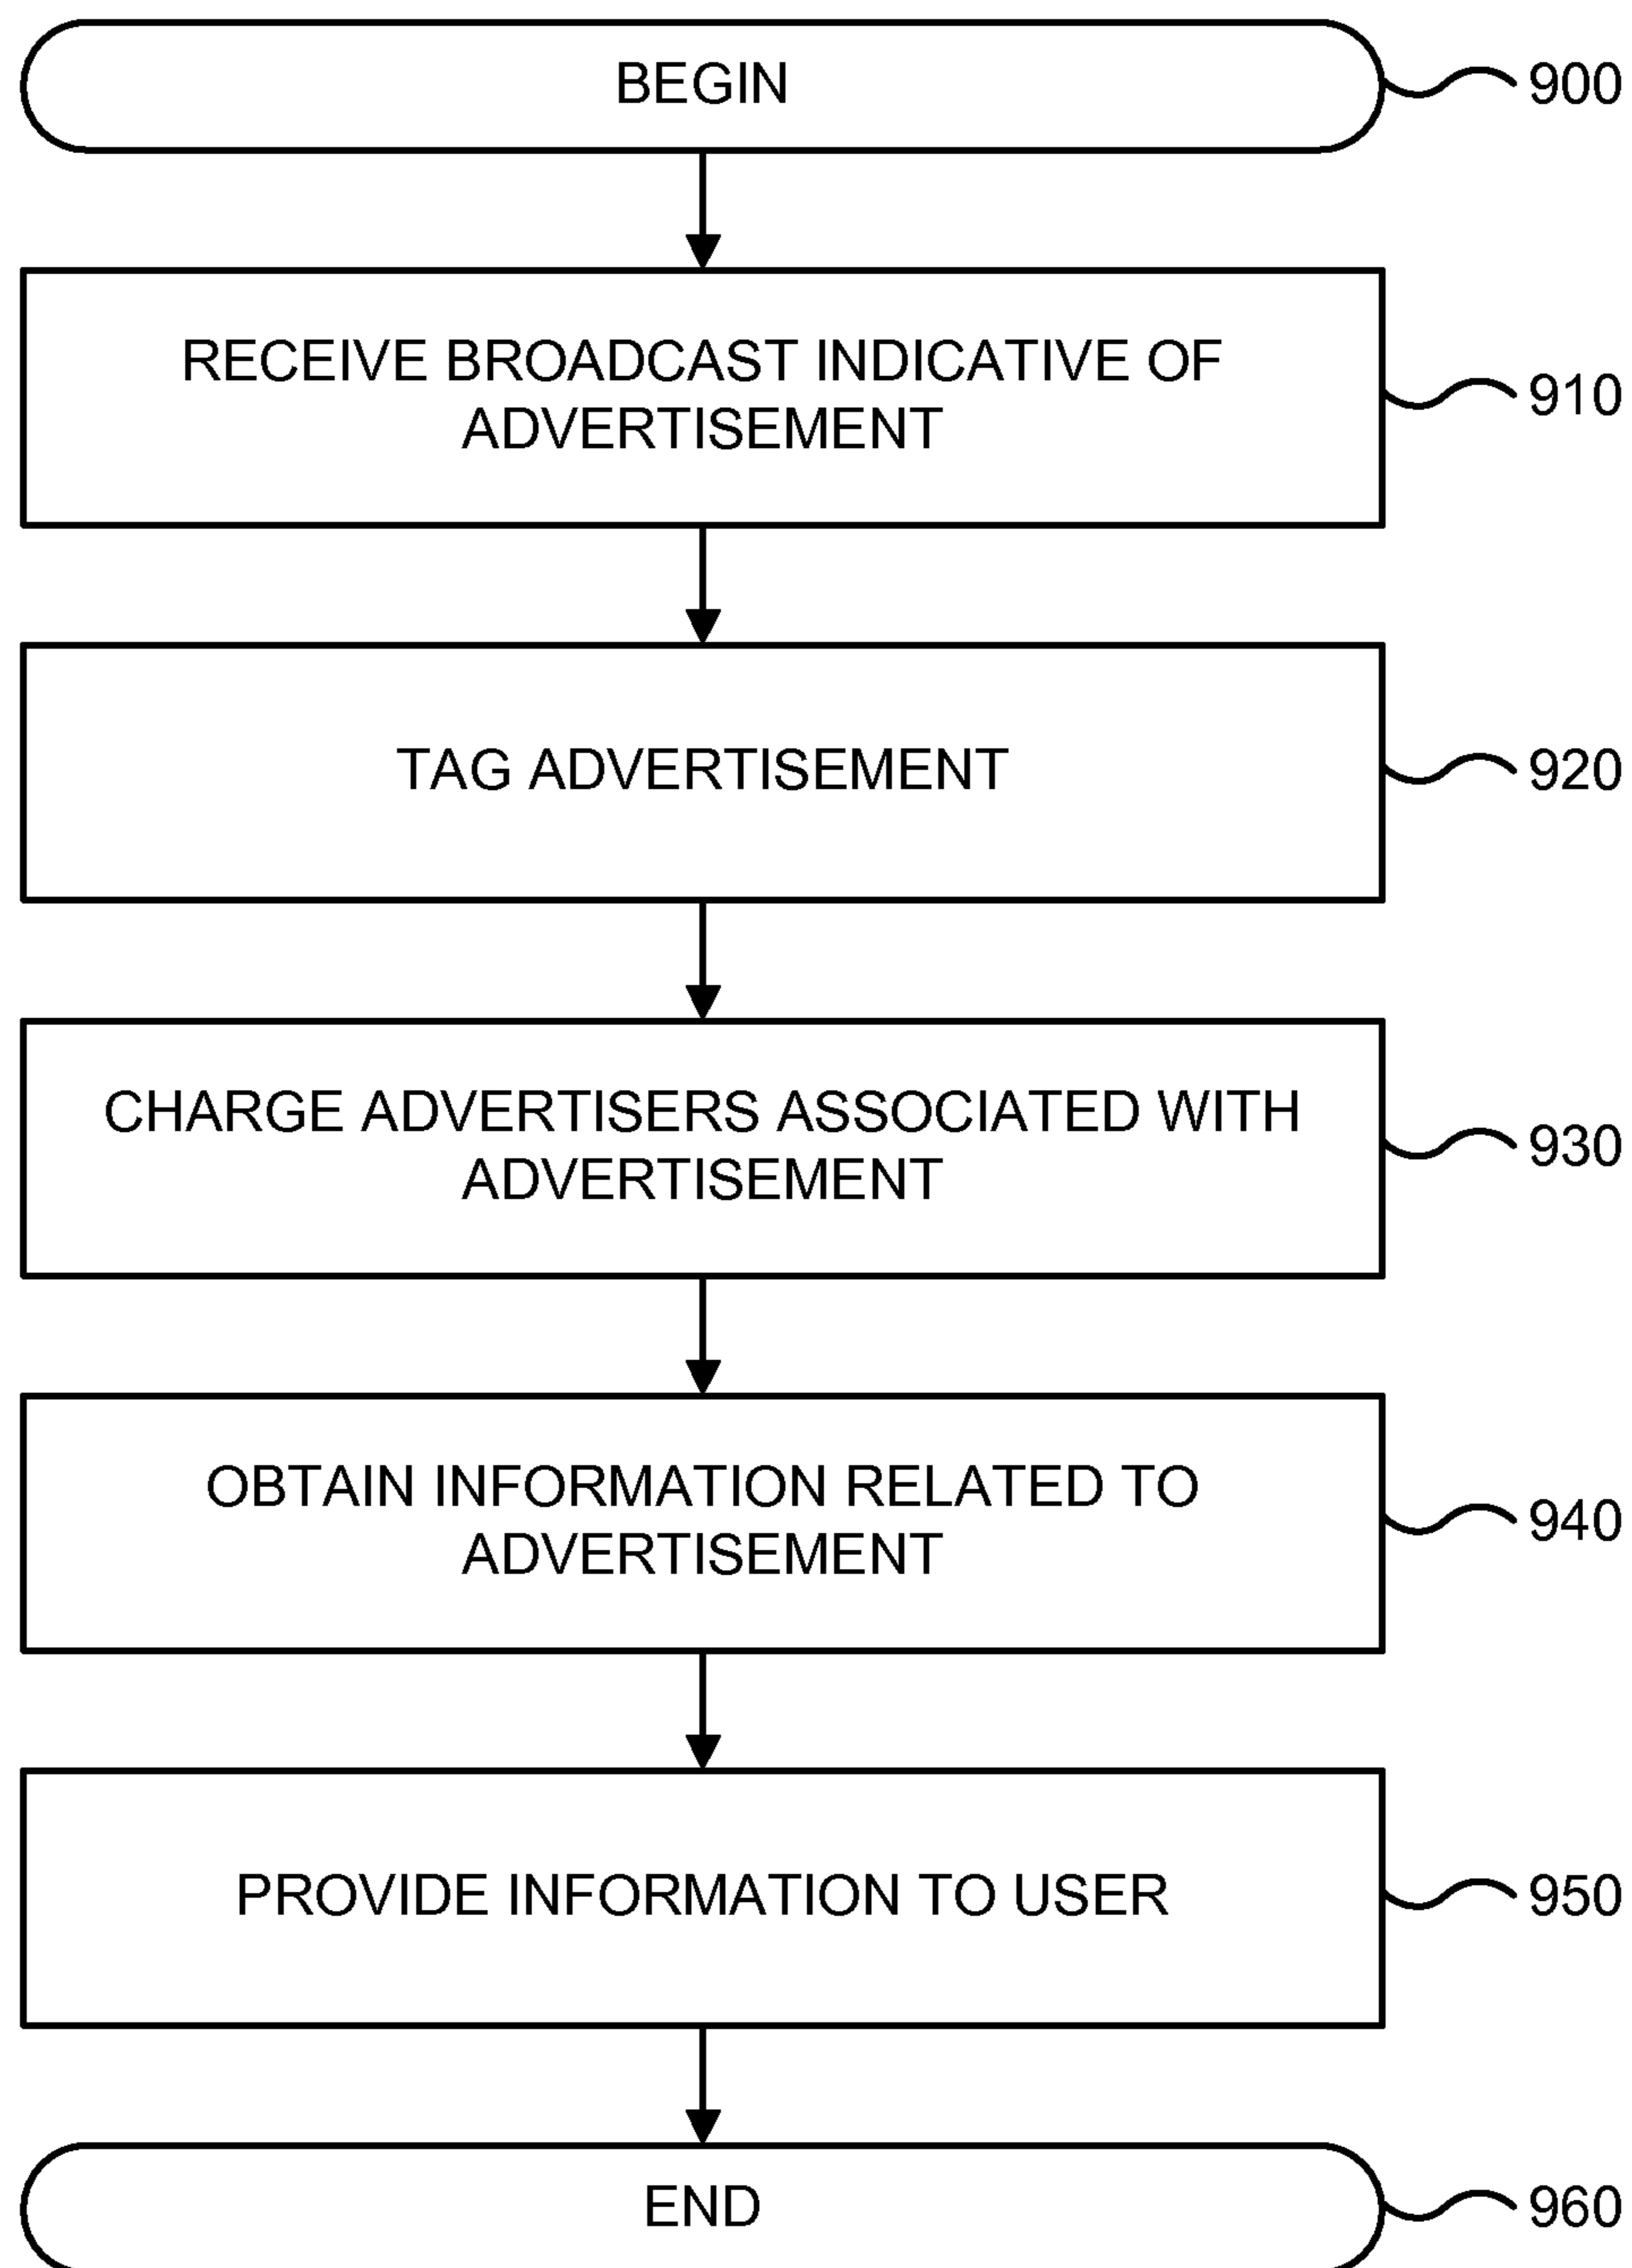 BEGIN
900
RECEIVE BROADCAST INDICATIVE OF
ADVERTISEMENT
910
TAG ADVERTISEMENT
920
CHARGE ADVERTISERS ASSOCIATED WITH
ADVERTISEMENT
930
OBTAIN INFORMATION RELATED TO
ADVERTISEMENT
940
PROVIDE INFORMATION TO USER
950
END
960